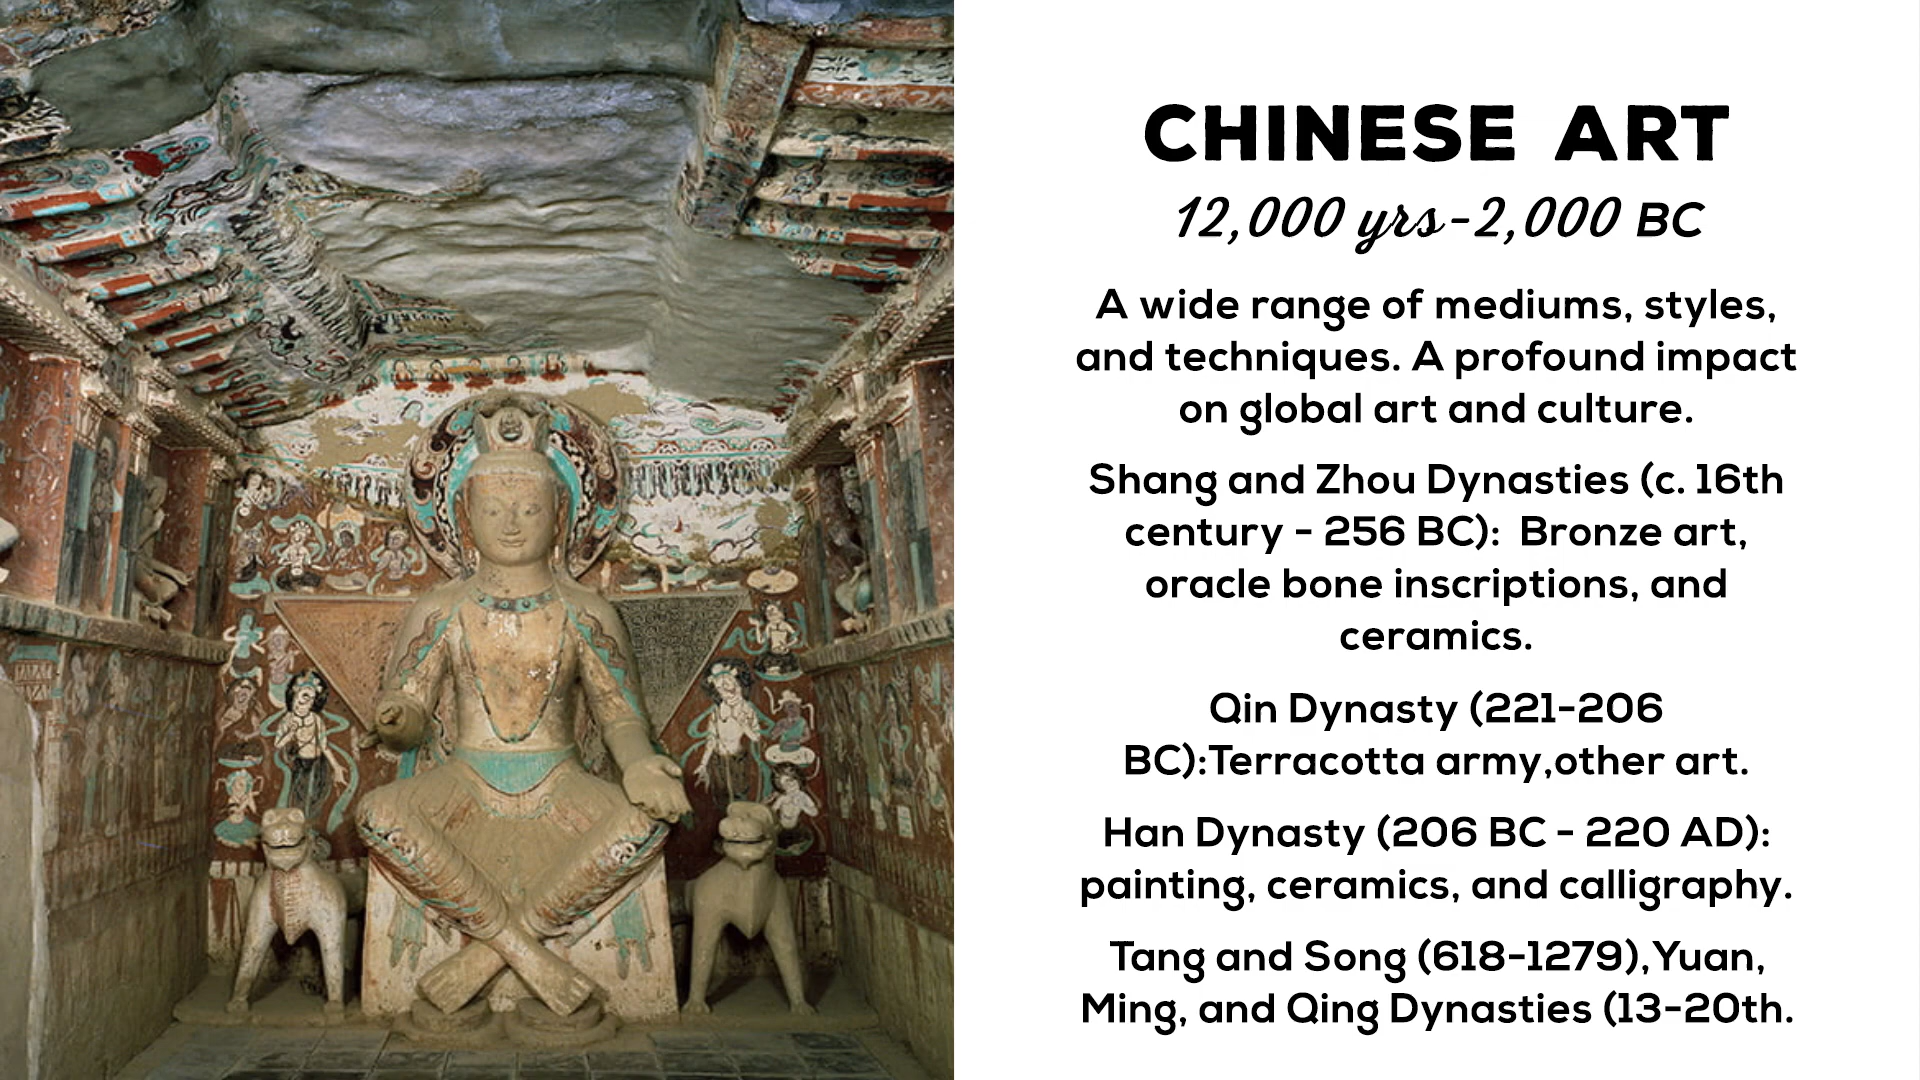 CHINESE ART
12,000 yrs-2,000 BC
A wide range of mediums, styles,
and techniques. A profound impact
on global art and culture.
Shang and Zhou Dynasties (c. 16th
century - 256 BC):  Bronze art,
oracle bone inscriptions, and
ceramics.
Qin Dynasty (221-206
BC):Terracotta army,other art.
Han Dynasty (206 BC - 220 AD):
painting, ceramics, and calligraphy.
Tang and Song (618-1279),Yuan,
Ming, and Qing Dynasties (13-20th.